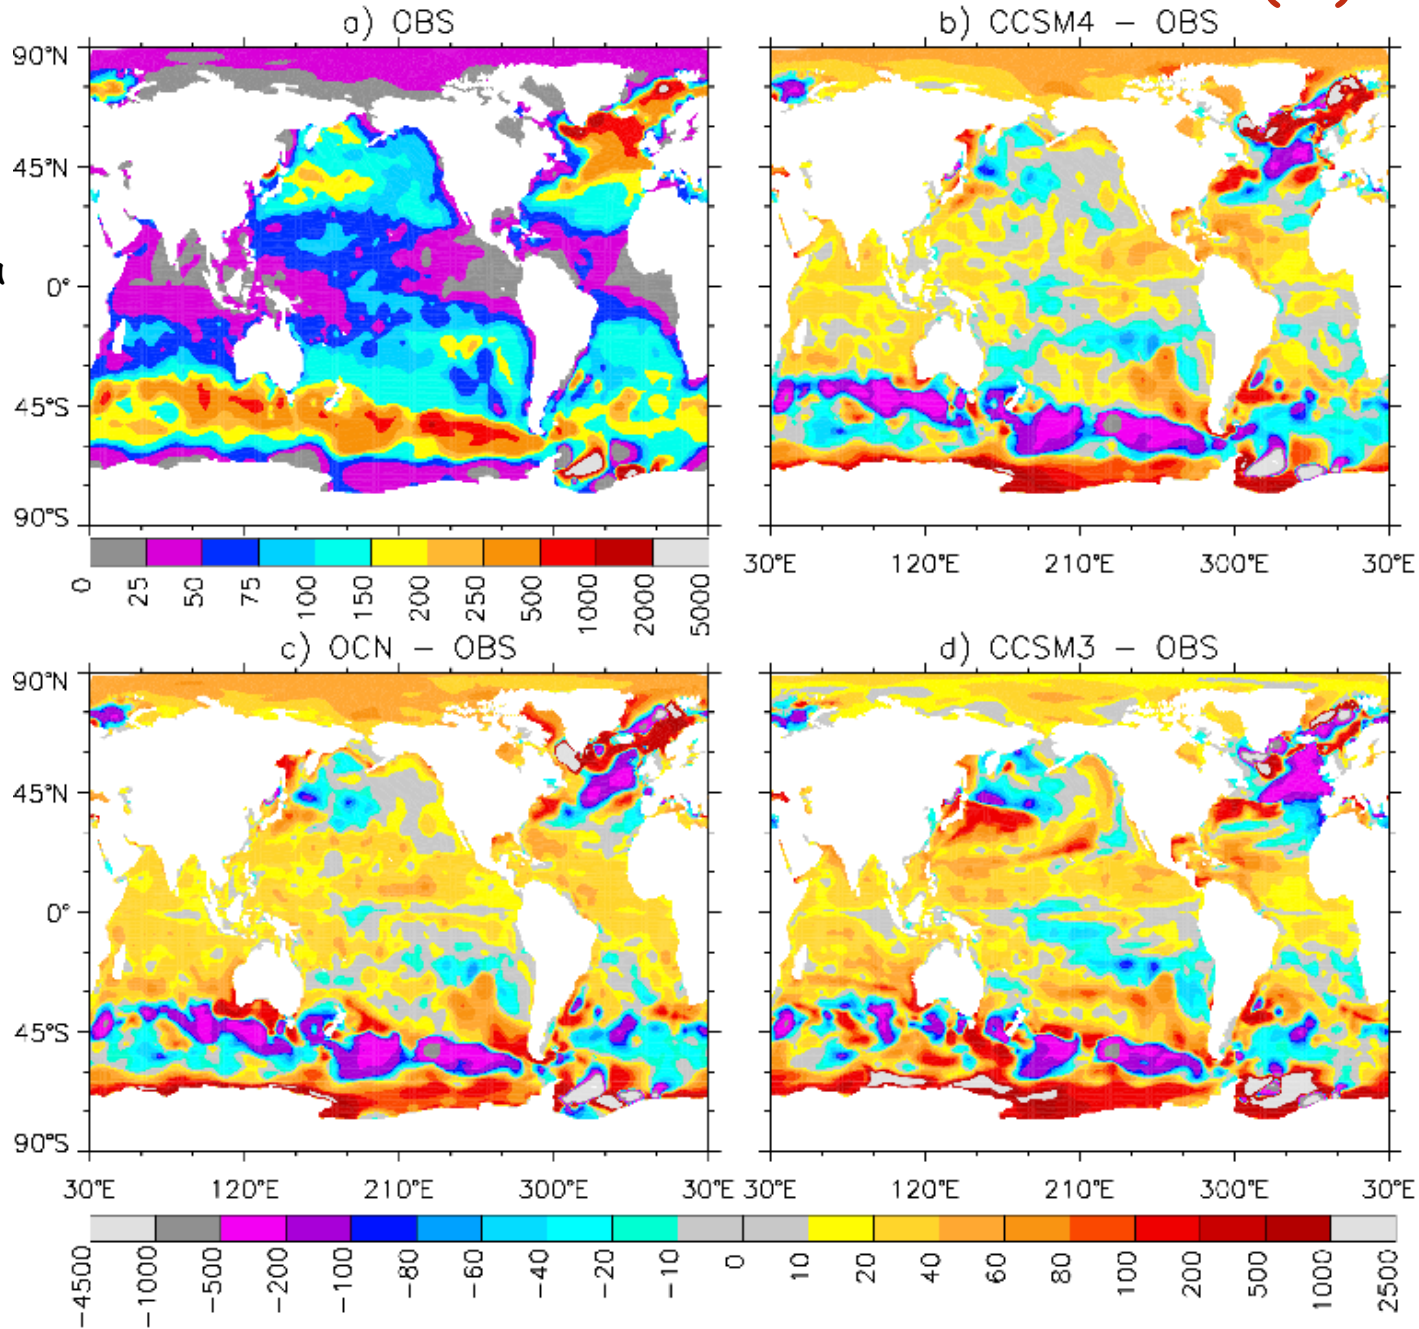 a) OBS
b) CCSM4 − OBS
90°N
45°N
0°
45°S
90°S
0 25 50 75 100 150 200 250 500 1000 2000 5000
30°E 120°E 210°E 300°E 30°E
c) OCN − OBS
d) CCSM3 − OBS
90°N
45°N
0°
45°S
90°S
30°E 120°E 210°E 300°E 30°E 30°E 120°E 210°E 300°E 30°E
−4500 −1000 −500 −200 −100 −80 −60 −40 −20 −10 0 10 20 40 60 80 100 200 500 1000 2500